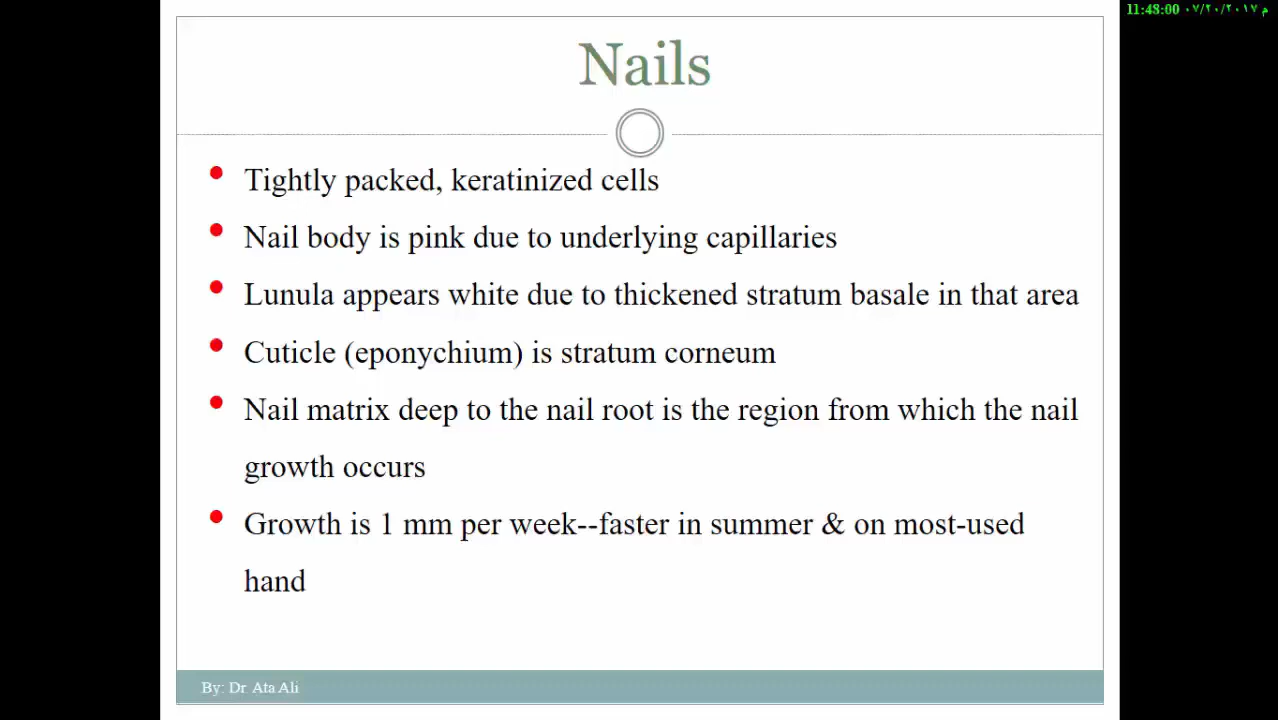 11:48:00 ٠٧/٢٠/٢٠١٧ م
Nails
Tightly packed, keratinized cells
Nail body is pink due to underlying capillaries
Lunula appears white due to thickened stratum basale in that area
Cuticle (eponychium) is stratum corneum
Nail matrix deep to the nail root is the region from which the nail
growth occurs
Growth is 1 mm per week--faster in summer & on most-used
hand
By: Dr. Ata Ali